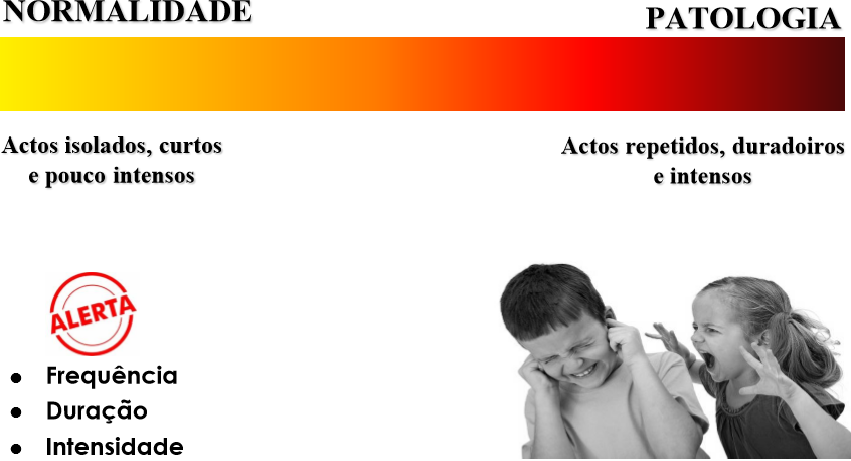 NORMALIDADE
PATOLOGIA
Actos isolados, curtos
e pouco intensos
Actos repetidos, duradoiros
e intensos
ALERTA
• Frequência
• Duração
• Intensidade